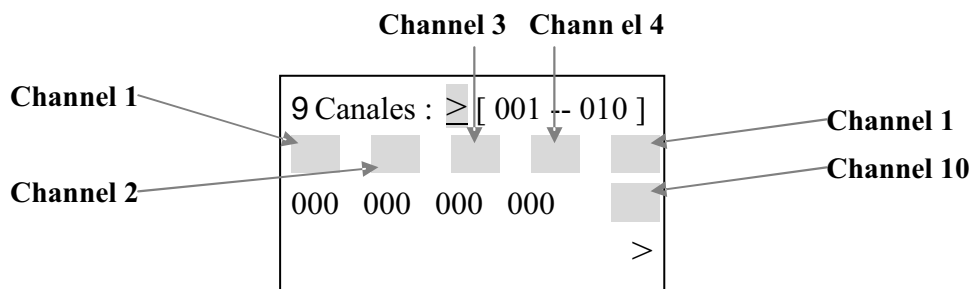 Channel 3 Chann el 4
Channel 1
9 Canales : > [ 001 -- 010 ]
Channel 1
Channel 10
Channel 2
000 000 000 000
>